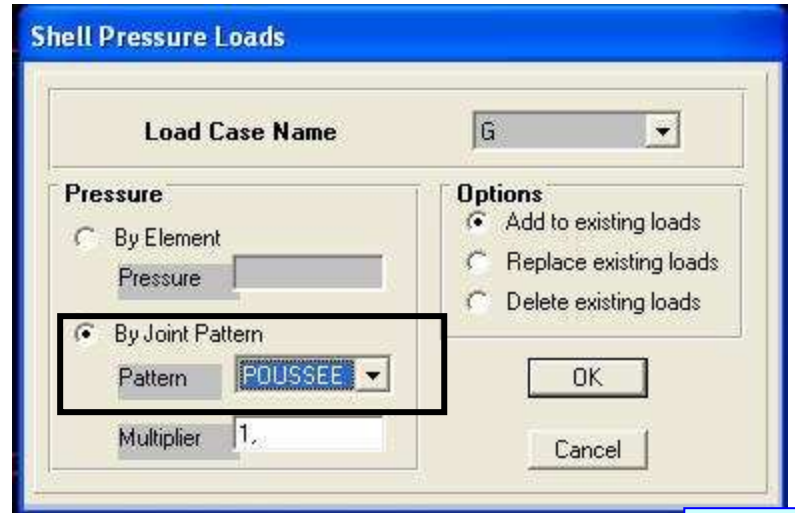 Shell Pressure Loads
Load Case Name G
Pressure
By Element
Pressure
By Joint Pattern
Pattern POUSSEE
Multiplier 1,
Options
Add to existing loads
Replace existing loads
Delete existing loads
OK
Cancel